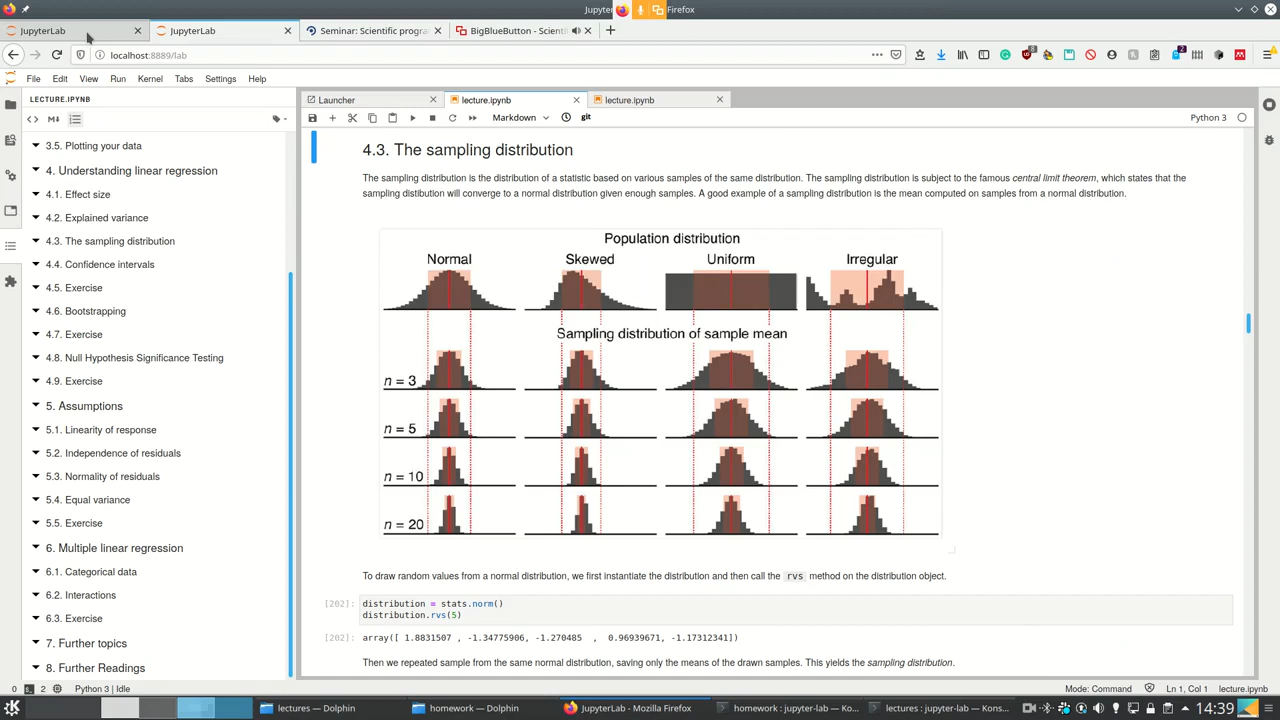 JupyterLab — Mozilla Firefox
JupyterLab
JupyterLab
Seminar: Scientific progra
BigBlueButton - Scienti
localhost:8889/lab
File Edit View Run Kernel Tabs Settings Help
LECTURE.IPYNB
3.5. Plotting your data
4. Understanding linear regression
4.1. Effect size
4.2. Explained variance
4.3. The sampling distribution
4.4. Confidence intervals
4.5. Exercise
4.6. Bootstrapping
4.7. Exercise
4.8. Null Hypothesis Significance Testing
4.9. Exercise
5. Assumptions
5.1. Linearity of response
5.2. Independence of residuals
5.3. Normality of residuals
5.4. Equal variance
5.5. Exercise
6. Multiple linear regression
6.1. Categorical data
6.2. Interactions
6.3. Exercise
7. Further topics
8. Further Readings
Launcher
lecture.ipynb
lecture.ipynb
Markdown
git
Python 3
4.3. The sampling distribution
The sampling distribution is the distribution of a statistic based on various samples of the same distribution. The sampling distribution is subject to the famous central limit theorem, which states that the
sampling distibution will converge to a normal distribution given enough samples. A good example of a sampling distribution is the mean computed on samples from a normal distribution.
Population distribution
Normal Skewed Uniform Irregular
Sampling distribution of sample mean
n = 3
n = 5
n = 10
n = 20
To draw random values from a normal distribution, we first instantiate the distribution and then call the rvs method on the distribution object.
[202]: distribution = stats.norm()
distribution.rvs(5)
[202]: array([ 1.8831507 , -1.34775906, -1.270485 , 0.96939671, -1.17312341])
Then we repeated sample from the same normal distribution, saving only the means of the drawn samples. This yields the sampling distribution.
0 2 Python 3 | Idle
Mode: Command
Ln 1, Col 1
lecture.ipynb
lectures — Dolphin
homework — Dolphin
JupyterLab - Mozilla Firefox
homework : jupyter-lab — Ko...
lectures : jupyter-lab — Kons...
14:39